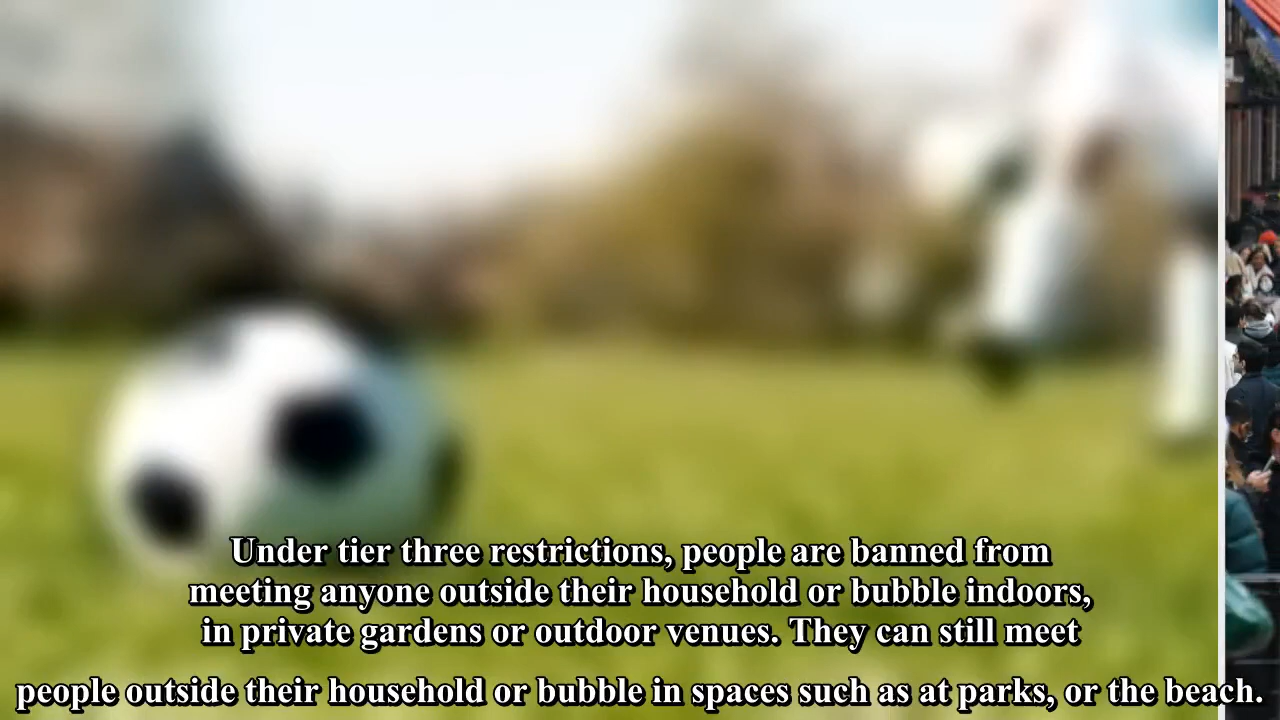 Under tier three restrictions, people are banned from
meeting anyone outside their household or bubble indoors,
in private gardens or outdoor venues. They can still meet
people outside their household or bubble in spaces such as at parks, or the beach.